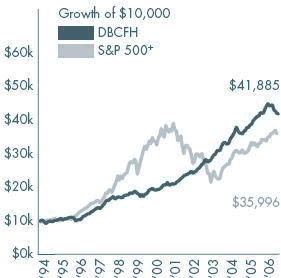 Growth of $10,000
DBCFH
S&P 500+
$60k
$50k
$40k
$30k
$20k
$10k
$0k
$41,885
$35,996
'94 '95 '96 '97 '98 '99 '00 '01 '02 '03 '04 '05 '06